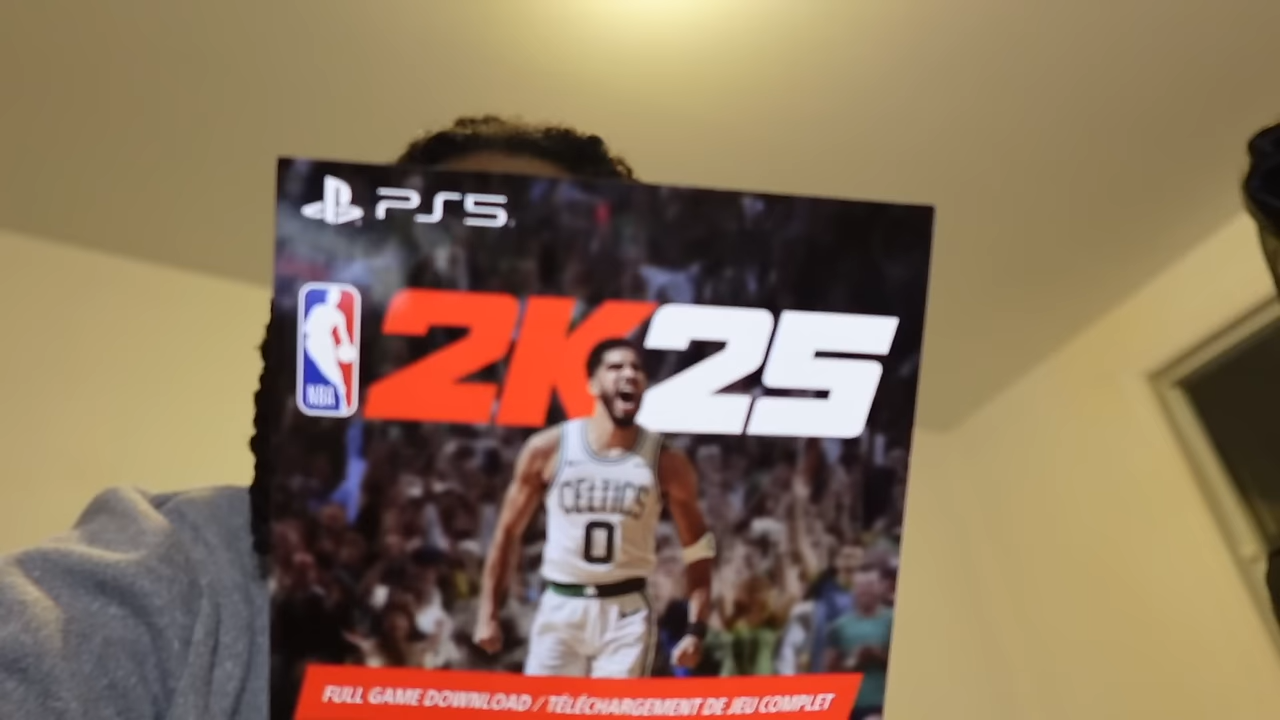 PS5
NBA
2K25
CELTICS
0
FULL GAME DOWNLOAD / TÉLÉCHARGEMENT DE JEU COMPLET